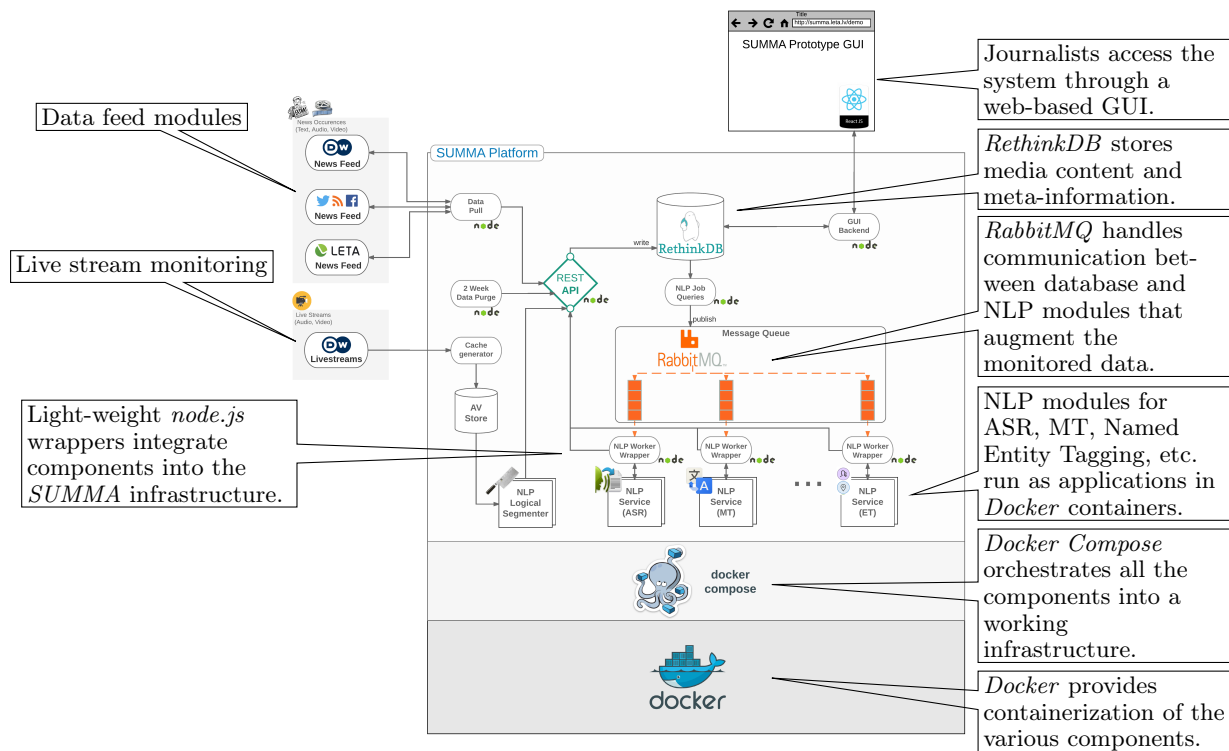 Title
http://summa.leta.lv/demo
SUMMA Prototype GUI
React JS
Journalists access the
system through a
web-based GUI.
Data feed modules
News Occurences
(Text, Audio, Video)
DW
News Feed
News Feed
LETA
News Feed
SUMMA Platform
Data
Pull
node
RethinkDB
write
GUI
Backend
node
RethinkDB stores
media content and
meta-information.
Live stream monitoring
2 Week
Data Purge
node
REST
API
node
NLP Job
Queries
node
publish
RabbitMQ handles
communication bet-
ween database and
NLP modules that
augment the
monitored data.
Live Streams
(Audio, Video)
DW
Livestreams
Cache
generator
AV
Store
Message Queue
RabbitMQ
Light-weight node.js
wrappers integrate
components into the
SUMMA infrastructure.
NLP Worker
Wrapper
node
NLP Worker
Wrapper
node
NLP Worker
Wrapper
node
NLP
Logical
Segmenter
NLP
Service
(ASR)
文
A
NLP
Service
(MT)
NLP
Service
(ET)
NLP modules for
ASR, MT, Named
Entity Tagging, etc.
run as applications in
Docker containers.
docker
compose
Docker Compose
orchestrates all the
components into a
working
infrastructure.
docker
Docker provides
containerization of the
various components.